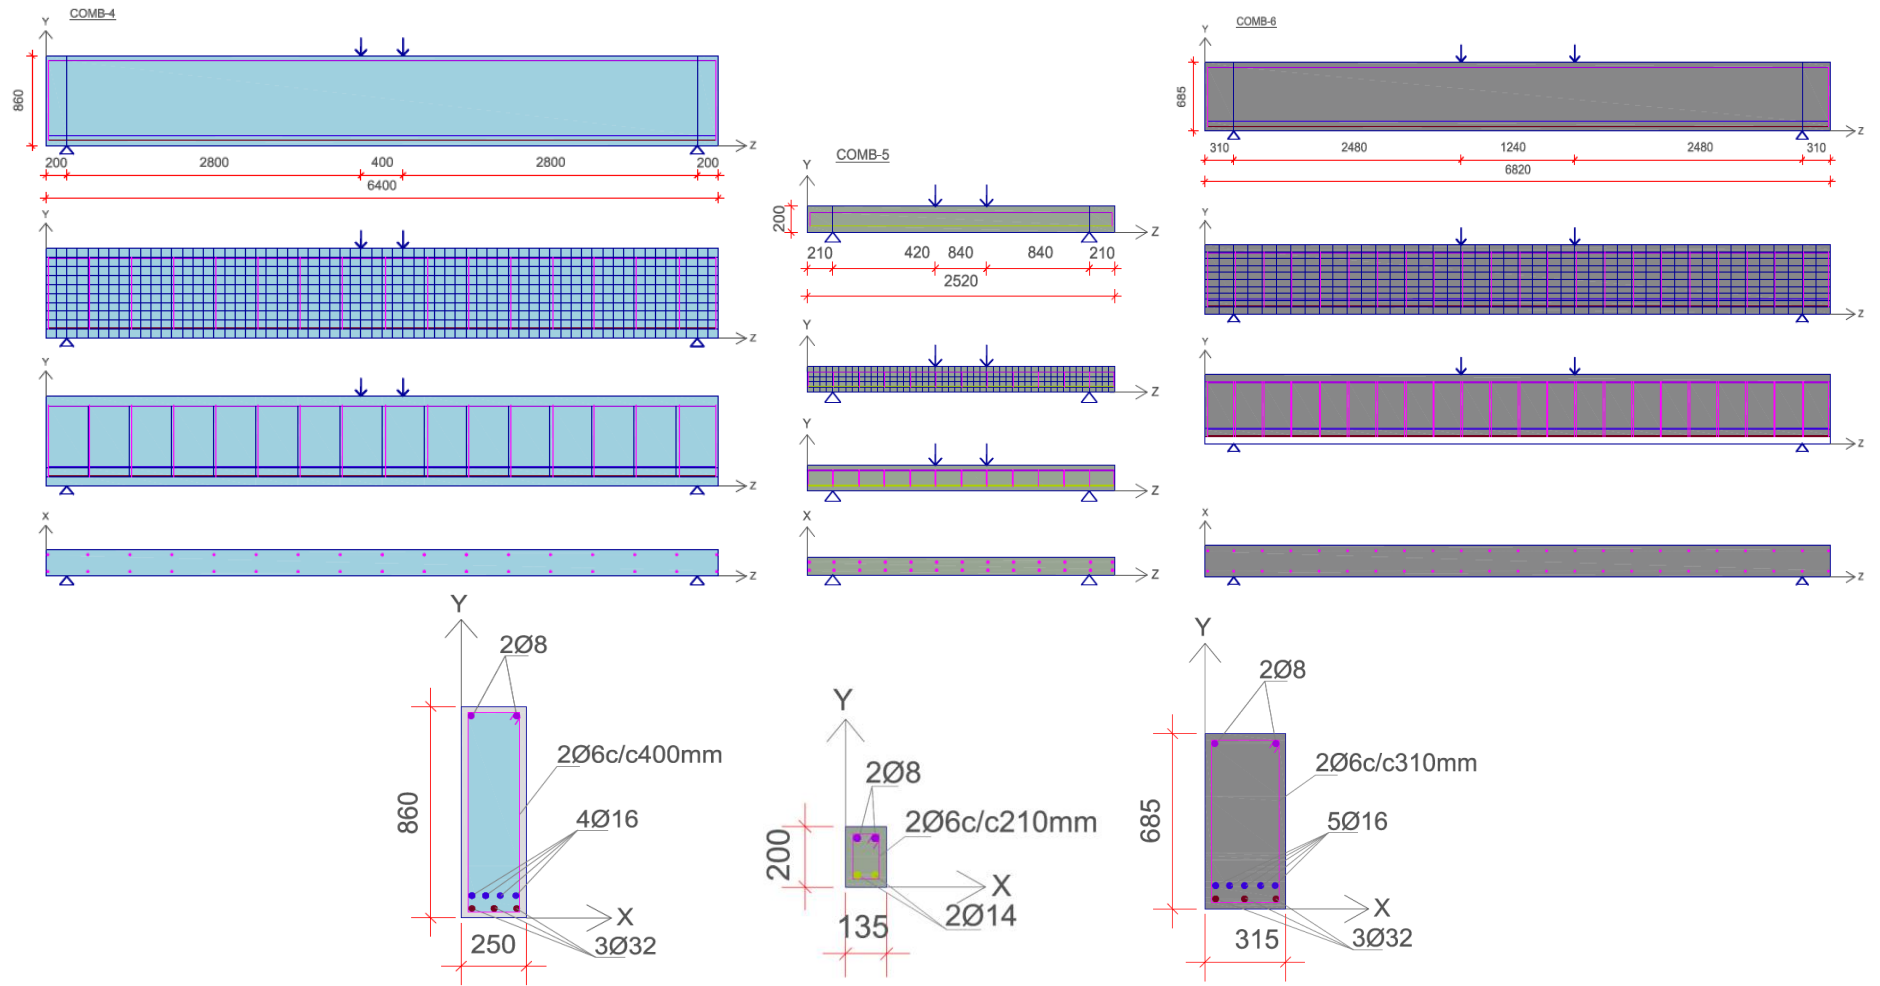 COMB-4
Y
860
Z
200 2800 400 2800 200
6400
Y
Z
Y
Z
X
Z
COMB-5
Y
200
Z
210 420 840 840 210
2520
Y
Z
Y
Z
X
Z
COMB-6
Y
685
Z
310 2480 1240 2480 310
6820
Y
Z
Y
Z
X
Z
Y
2Ø8
2Ø6c/c400mm
860
4Ø16
X
250
3Ø32
Y
2Ø8
2Ø6c/c210mm
200
X
135
2Ø14
Y
2Ø8
2Ø6c/c310mm
685
5Ø16
X
315
3Ø32